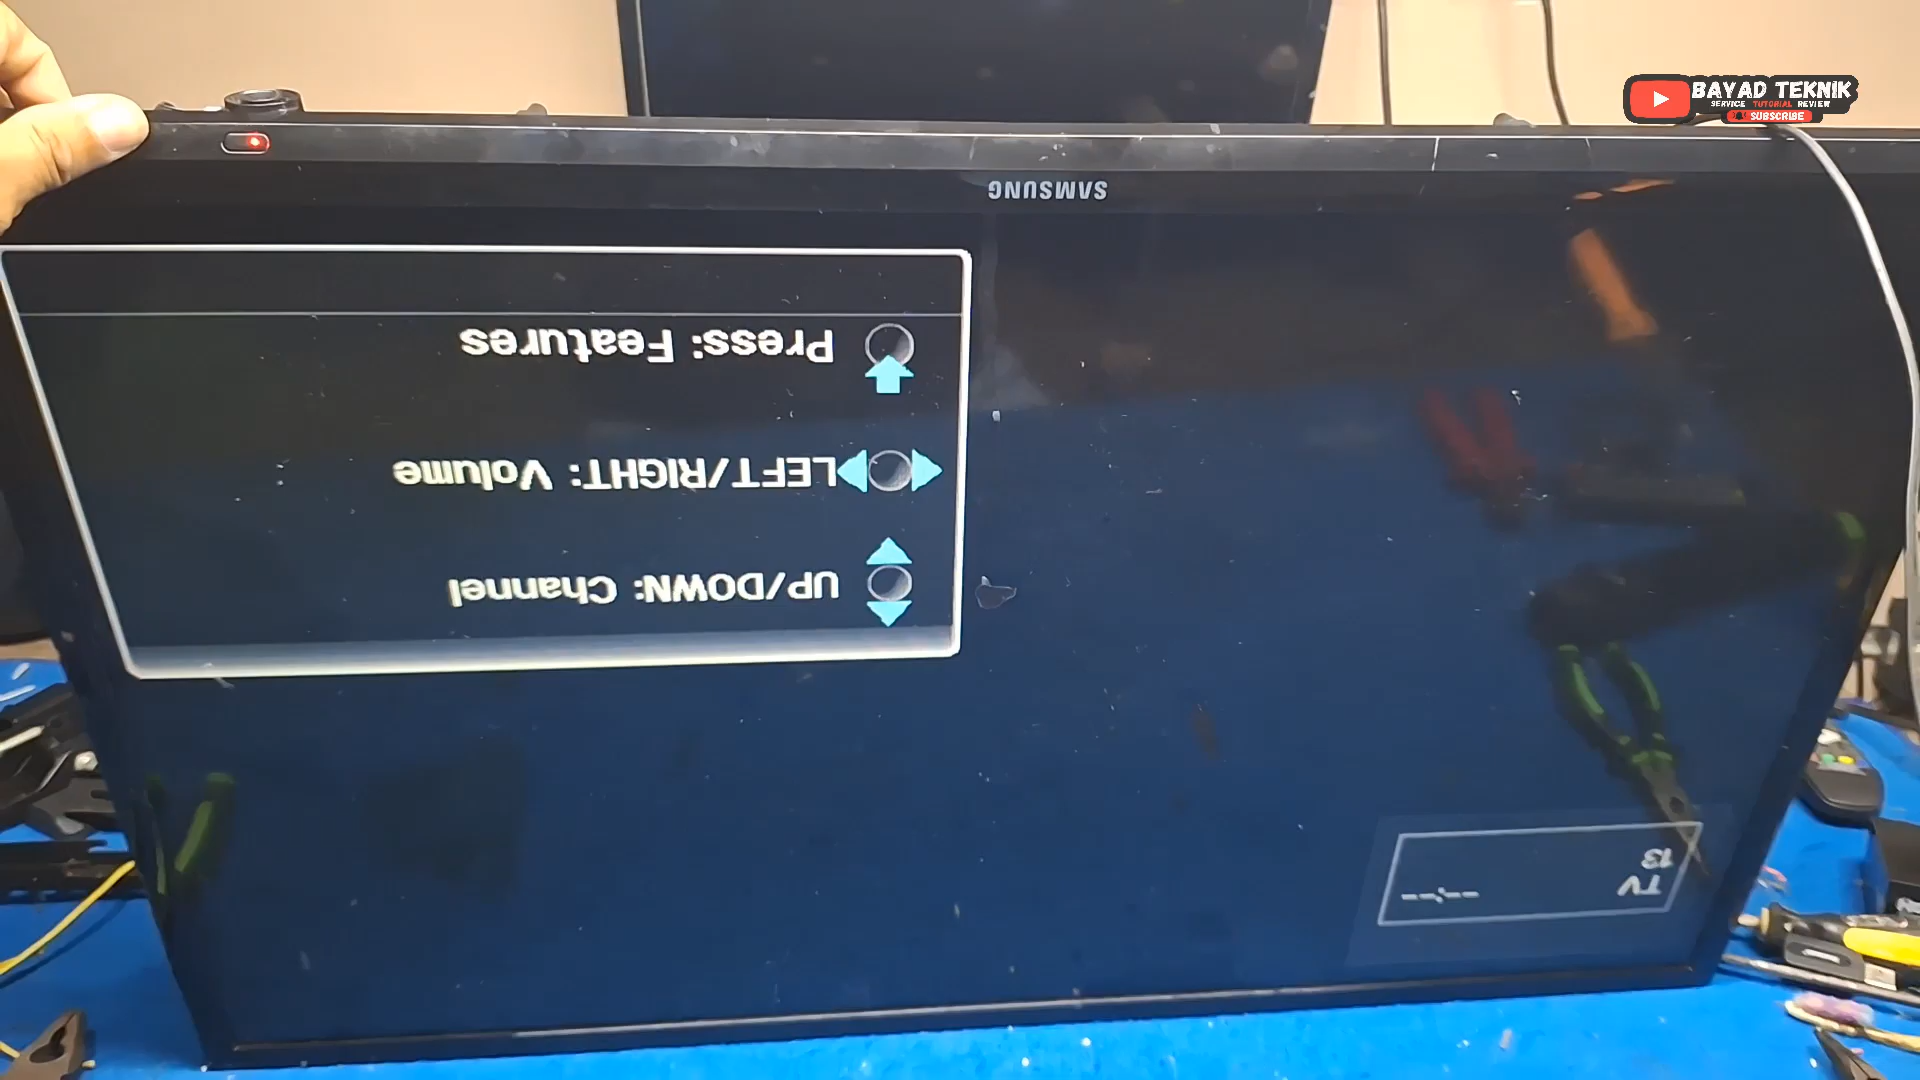 BAYAD TEKNIK
SERVICE TUTORIAL REVIEW
SUBSCRIBE
SAMSUNG
UP/DOWN: Channel
LEFT/RIGHT: Volume
Press: Features
TV --:--
13